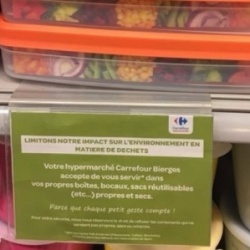 Carrefour
LIMITONS NOTRE IMPACT SUR L'ENVIRONNEMENT EN
MATIERE DE DECHETS
Votre hypermarché Carrefour Bierges
accepte de vous servir* dans
vos propres boîtes, bocaux, sacs réutilisables
(etc...) propres et secs.
Parce que chaque petit geste compte !